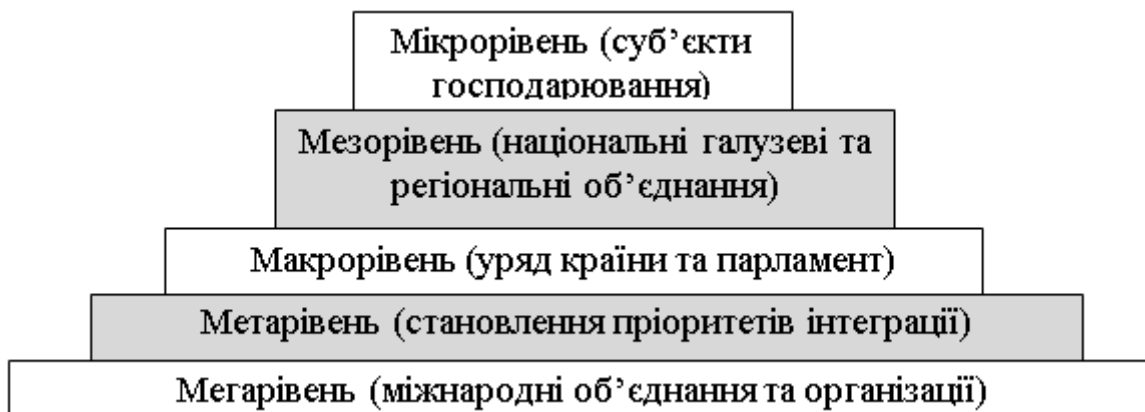 Мікрорівень (суб’єкти
господарювання)
Мезорівень (національні галузеві та
регіональні об’єднання)
Макрорівень (уряд країни та парламент)
Метарівень (становлення пріоритетів інтеграції)
Мегарівень (міжнародні об’єднання та організації)